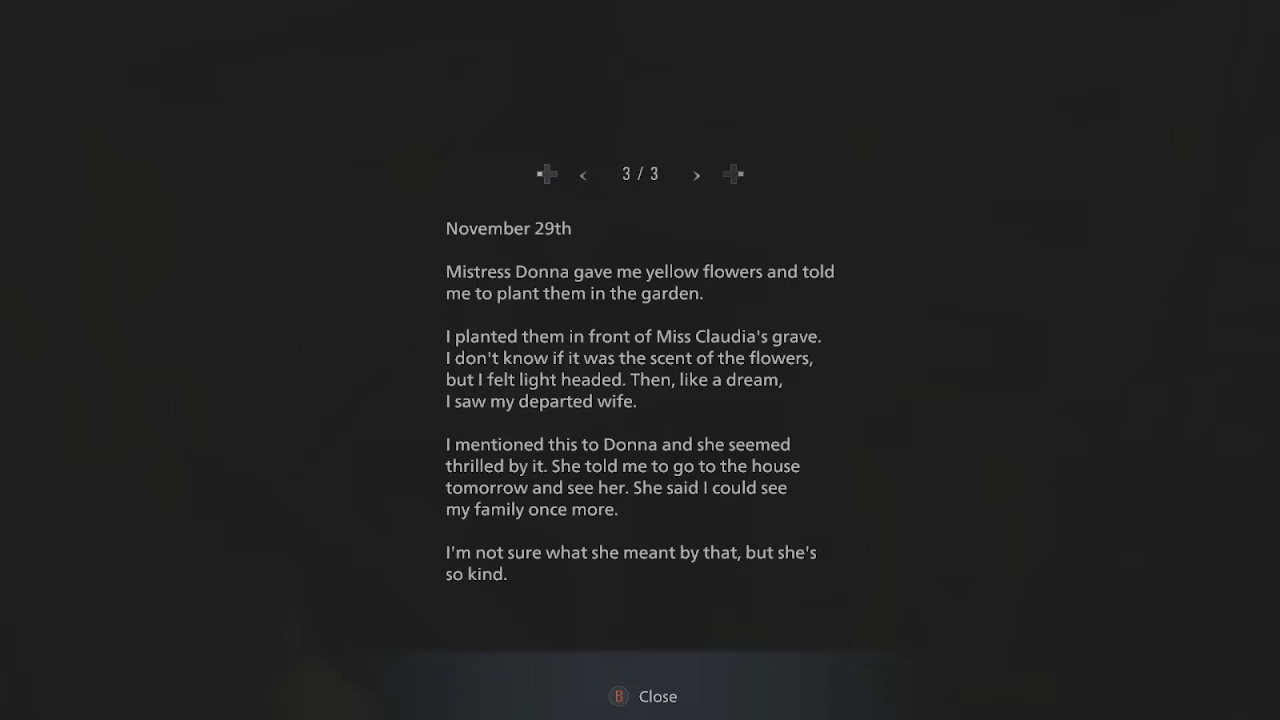 < 3 / 3 >
November 29th
Mistress Donna gave me yellow flowers and told
me to plant them in the garden.
I planted them in front of Miss Claudia's grave.
I don't know if it was the scent of the flowers,
but I felt light headed. Then, like a dream,
I saw my departed wife.
I mentioned this to Donna and she seemed
thrilled by it. She told me to go to the house
tomorrow and see her. She said I could see
my family once more.
I'm not sure what she meant by that, but she's
so kind.
B Close